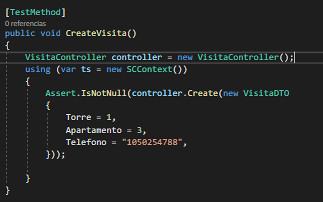 [TestMethod]
0 referencias
public void CreateVisita()
{
VisitaController controller = new VisitaController();
using (var ts = new SCContext())
{
Assert.IsNotNull(controller.Create(new VisitaDTO
{
Torre = 1,
Apartamento = 3,
Telefono = "1050254788",
}));
}
}